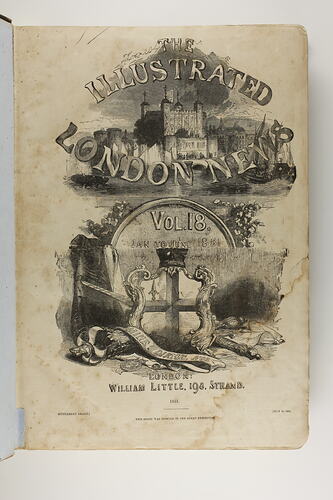 THE
ILLUSTRATED
LONDON NEWS
VOL. 18.
JAN TO JUNE 1851
LONDON:
WILLIAM LITTLE, 198, STRAND.
1851.